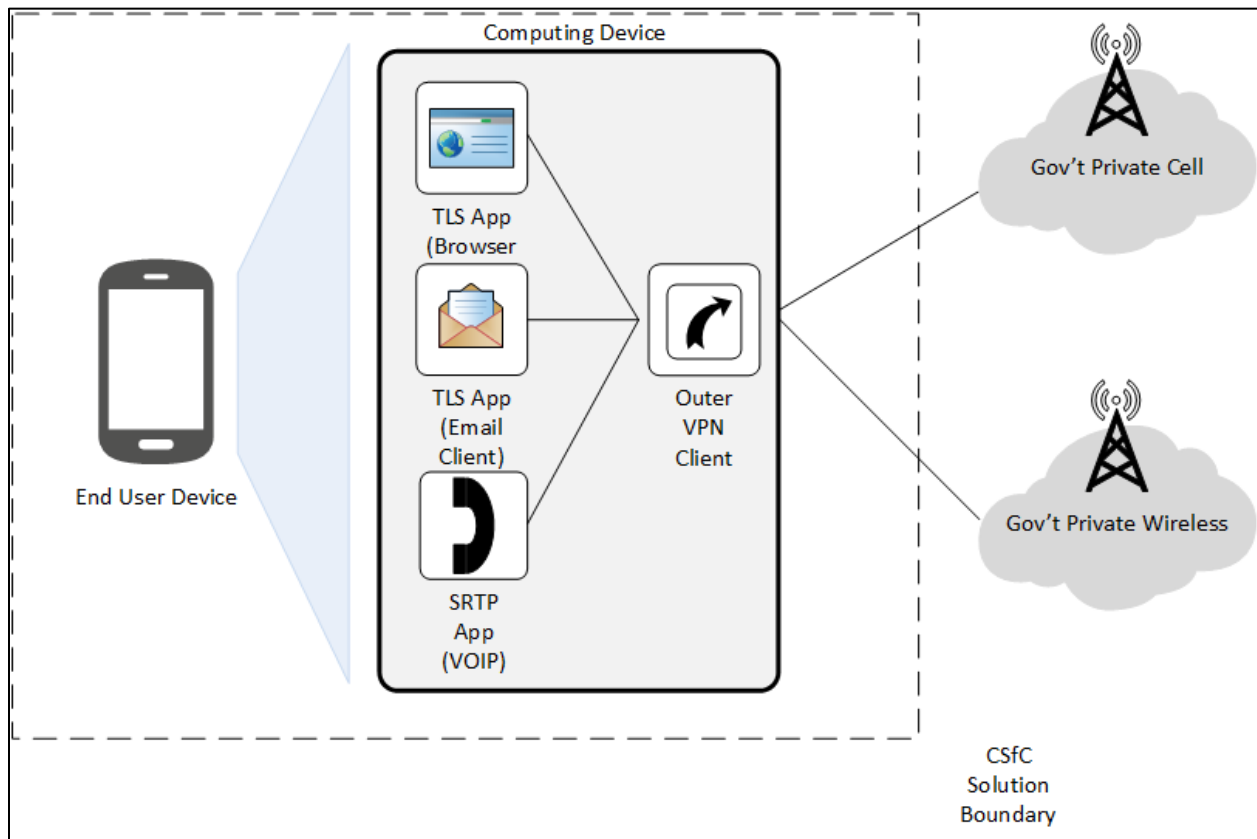 Computing Device
TLS App
(Browser
TLS App
(Email
Client)
SRTP
App
(VOIP)
Outer
VPN
Client
End User Device
Gov't Private Cell
Gov't Private Wireless
CSfC
Solution
Boundary